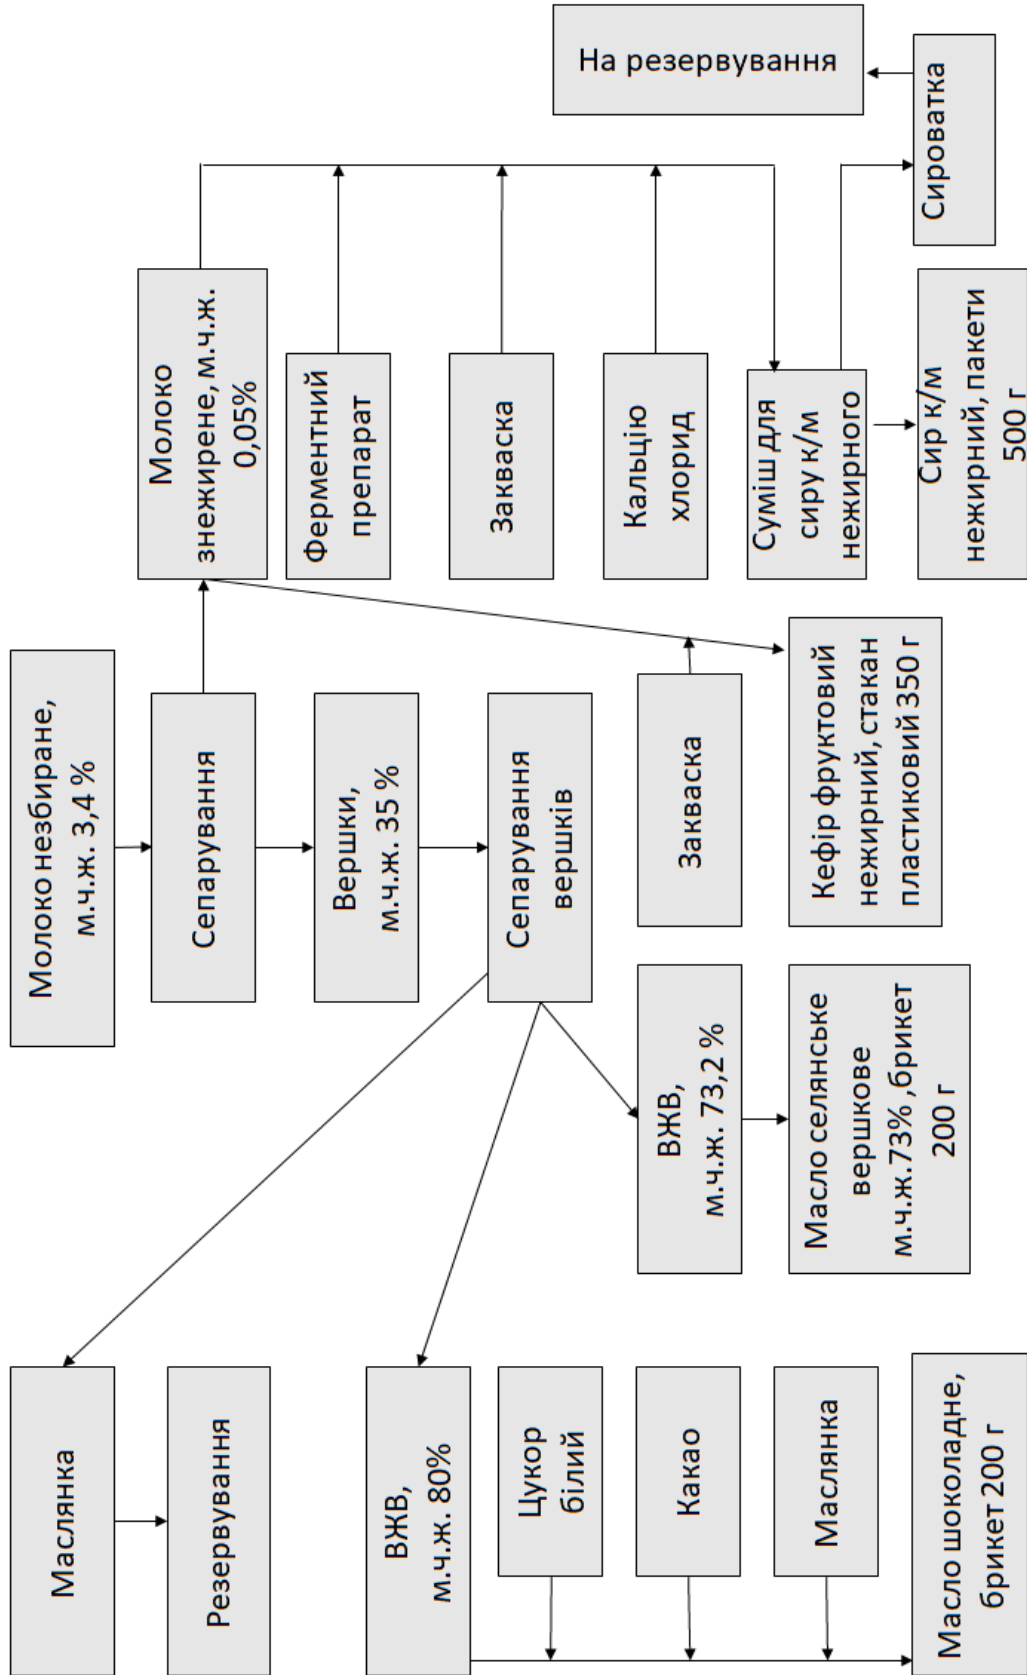 Молоко незбиране,
м.ч.ж. 3,4 %
Сепарування
Вершки,
м.ч.ж. 35 %
Сепарування
вершків
Маслянка
Резервування
ВЖВ,
м.ч.ж. 80%
Цукор
білий
Какао
Маслянка
Масло шоколадне,
брикет 200 г
ВЖВ,
м.ч.ж. 73,2 %
Масло селянське
вершкове
м.ч.ж.73% ,брикет
200 г
Закваска
Кефір фруктовий
нежирний, стакан
пластиковий 350 г
Молоко
знежирене, м.ч.ж.
0,05%
Ферментний
препарат
Закваска
Кальцію
хлорид
Суміш для
сиру к/м
нежирного
Сир к/м
нежирний, пакети
500 г
Сироватка
На резервування